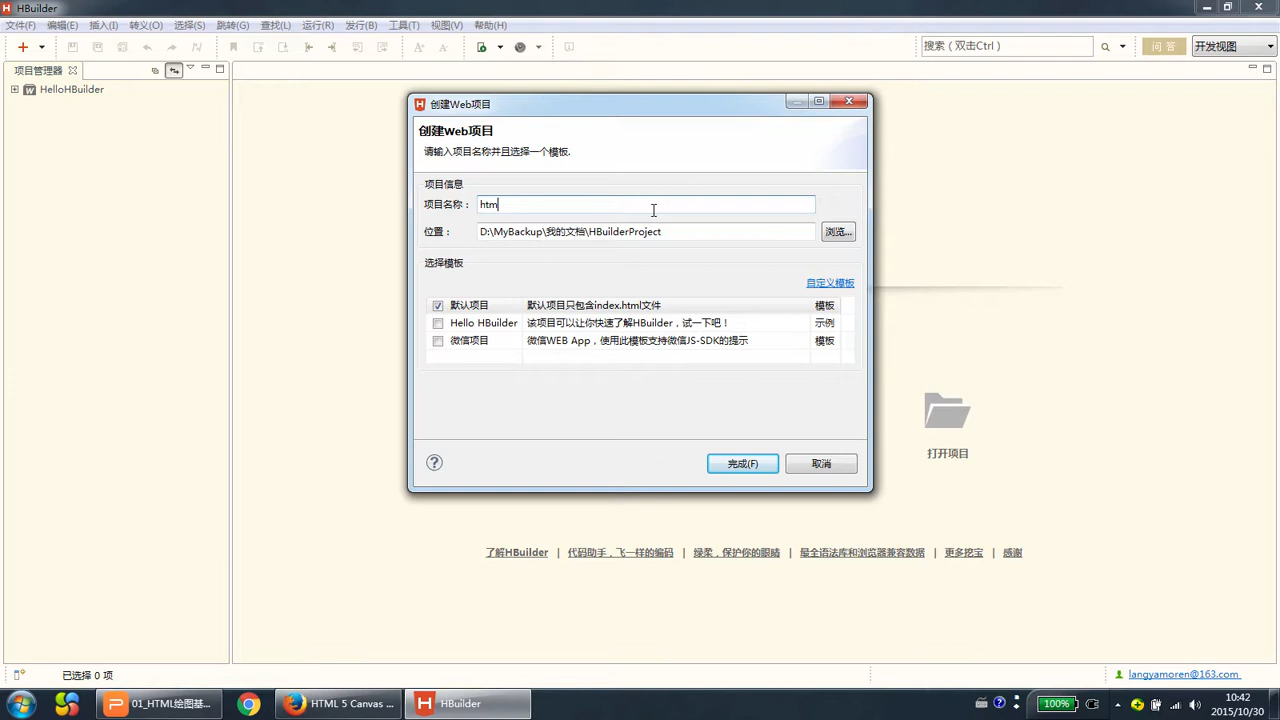 HBuilder
文件(F) 编辑(E) 插入(I) 转义(O) 选择(S) 跳转(G) 查找(L) 运行(R) 发行(B) 工具(T) 视图(V) 帮助(H)
搜索（双击Ctrl） 问答 开发视图
项目管理器
HelloHBuilder
创建Web项目
创建Web项目
请输入项目名称并且选择一个模板.
项目信息
项目名称： htm
位置： D:\MyBackup\我的文档\HBuilderProject 浏览...
选择模板
自定义模板
默认项目 默认项目只包含index.html文件 模板
Hello HBuilder 该项目可以让你快速了解HBuilder，试一下吧！ 示例
微信项目 微信WEB App，使用此模板支持微信JS-SDK的提示 模板
完成(F) 取消
打开项目
了解HBuilder | 代码助手，飞一样的编码 | 绿柔，保护你的眼睛 | 最全语法库和浏览器兼容数据 | 更多挖宝 | 感谢
已选择 0 项 langyamoren@163.com
01_HTML绘图基... HTML 5 Canvas ... HBuilder 100% 10:42
2015/10/30